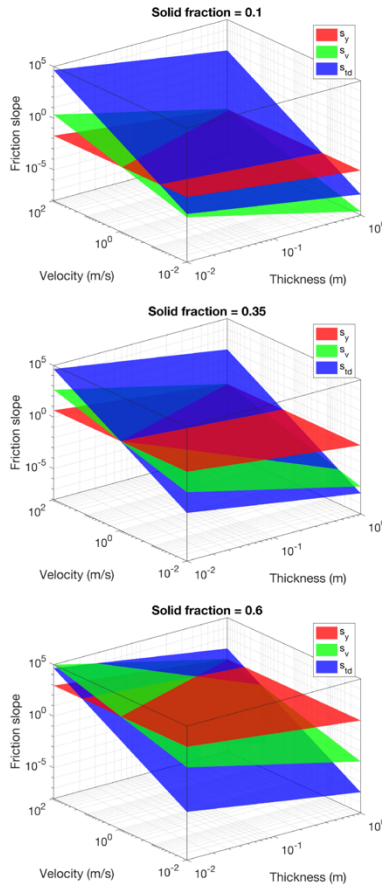 Solid fraction = 0.1
s_y
s_v
s_td
10^5
10^0
10^-5
Friction slope
10^2
10^0
10^-2
Velocity (m/s)
10^-2
10^-1
10^0
Thickness (m)
Solid fraction = 0.35
s_y
s_v
s_td
10^5
10^0
10^-5
Friction slope
10^2
10^0
10^-2
Velocity (m/s)
10^-2
10^-1
10^0
Thickness (m)
Solid fraction = 0.6
s_y
s_v
s_td
10^5
10^0
10^-5
Friction slope
10^2
10^0
10^-2
Velocity (m/s)
10^-2
10^-1
10^0
Thickness (m)